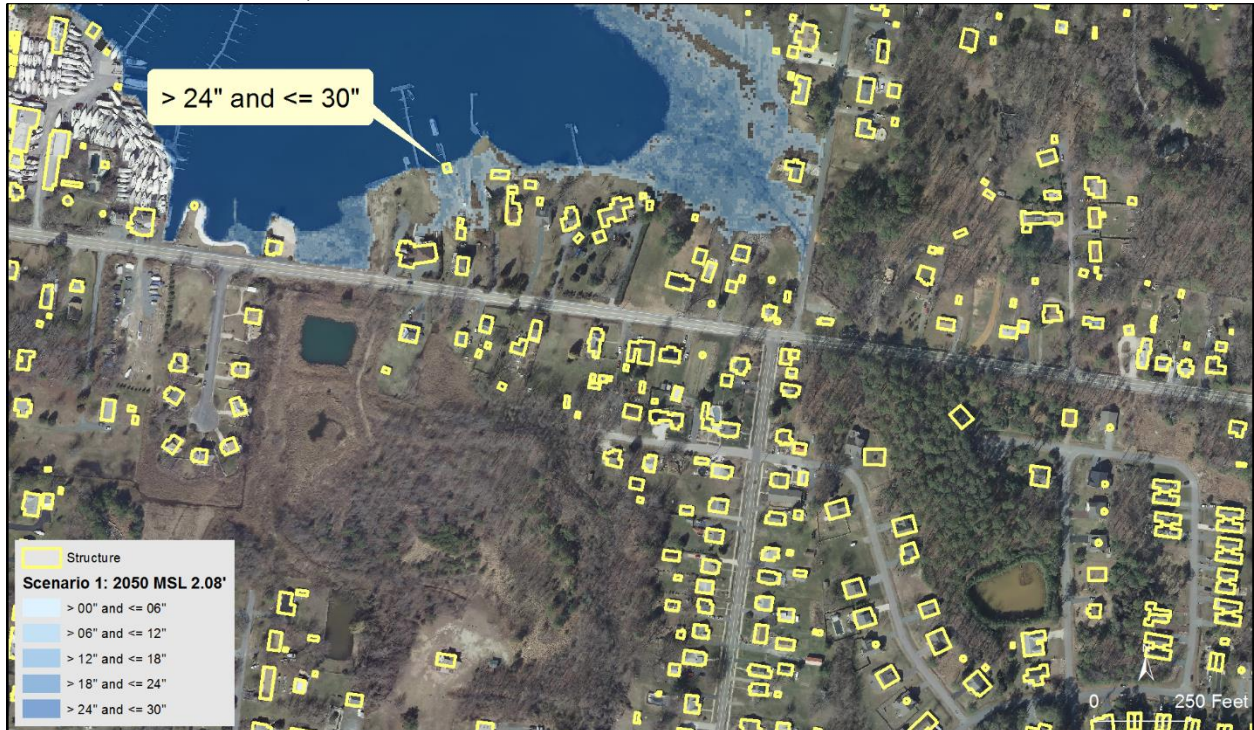 > 24" and <= 30"
Structure
Scenario 1: 2050 MSL 2.08'
> 00" and <= 06"
> 06" and <= 12"
> 12" and <= 18"
> 18" and <= 24"
> 24" and <= 30"
0 250 Feet